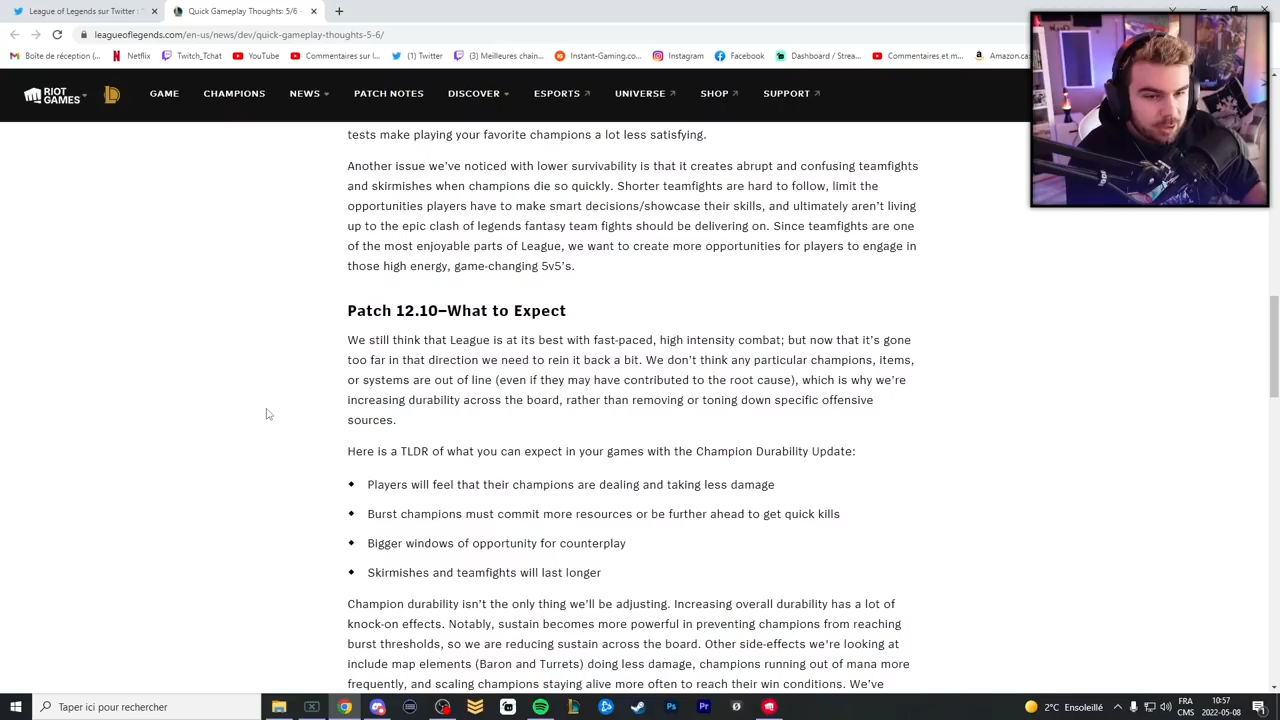 League of Legends sur Twitter : "
Quick Gameplay Thoughts: 5/6 -
leagueoflegends.com/en-us/news/dev/quick-gameplay-thoughts-5-6/
Boîte de réception (...
Netflix
Twitch_Tchat
YouTube
Commentaires sur l...
(1) Twitter
(3) Meilleures chaîn...
Instant-Gaming.co...
Instagram
Facebook
Dashboard / Strea...
Commentaires et m...
Amazon.ca
RIOT GAMES
GAME
CHAMPIONS
NEWS
PATCH NOTES
DISCOVER
ESPORTS
UNIVERSE
SHOP
SUPPORT
tests make playing your favorite champions a lot less satisfying.
Another issue we've noticed with lower survivability is that it creates abrupt and confusing teamfights
and skirmishes when champions die so quickly. Shorter teamfights are hard to follow, limit the
opportunities players have to make smart decisions/showcase their skills, and ultimately aren't living
up to the epic clash of legends fantasy team fights should be delivering on. Since teamfights are one
of the most enjoyable parts of League, we want to create more opportunities for players to engage in
those high energy, game-changing 5v5's.
Patch 12.10–What to Expect
We still think that League is at its best with fast-paced, high intensity combat; but now that it's gone
too far in that direction we need to rein it back a bit. We don't think any particular champions, items,
or systems are out of line (even if they may have contributed to the root cause), which is why we're
increasing durability across the board, rather than removing or toning down specific offensive
sources.
Here is a TLDR of what you can expect in your games with the Champion Durability Update:
Players will feel that their champions are dealing and taking less damage
Burst champions must commit more resources or be further ahead to get quick kills
Bigger windows of opportunity for counterplay
Skirmishes and teamfights will last longer
Champion durability isn't the only thing we'll be adjusting. Increasing overall durability has a lot of
knock-on effects. Notably, sustain becomes more powerful in preventing champions from reaching
burst thresholds, so we are reducing sustain across the board. Other side-effects we're looking at
include map elements (Baron and Turrets) doing less damage, champions running out of mana more
frequently, and scaling champions staying alive more often to reach their win conditions. We've
Taper ici pour rechercher
2°C Ensoleillé
FRA
CMS
10:57
2022-05-08